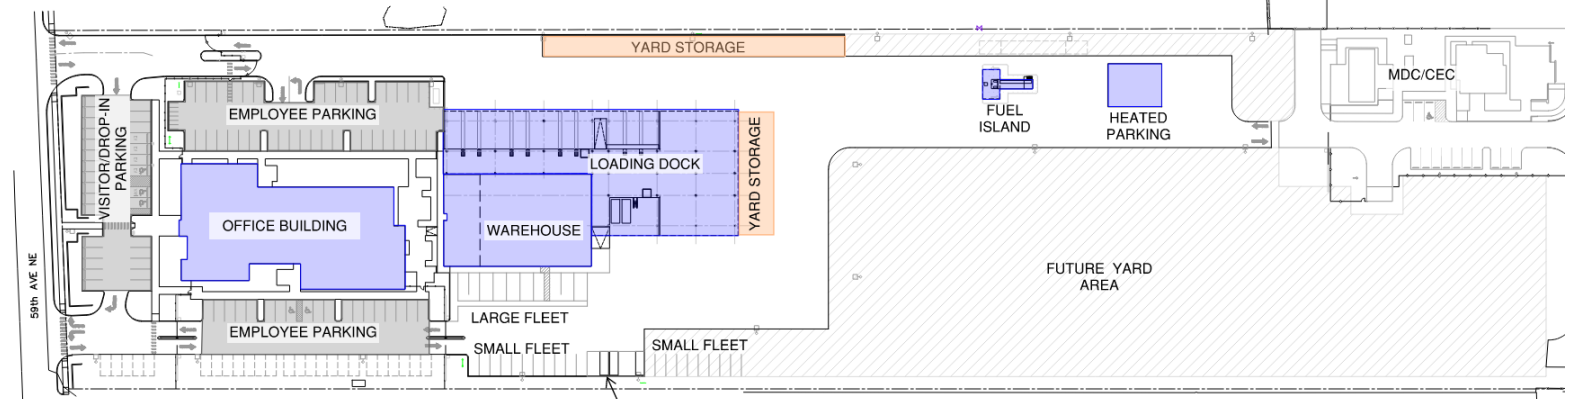 YARD STORAGE
MDC/CEC
EMPLOYEE PARKING
FUEL
ISLAND
HEATED
PARKING
VISITOR/DROP-IN
PARKING
LOADING DOCK
YARD STORAGE
OFFICE BUILDING
WAREHOUSE
59th AVE NE
FUTURE YARD
AREA
LARGE FLEET
EMPLOYEE PARKING
SMALL FLEET
SMALL FLEET